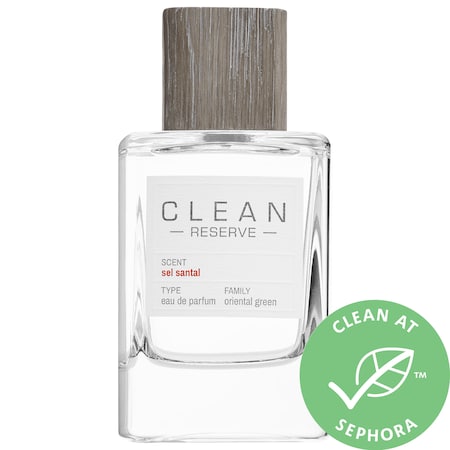 CLEAN
— RESERVE —
SCENT
sel santal
TYPE FAMILY
eau de parfum oriental green
CLEAN AT
™
SEPHORA